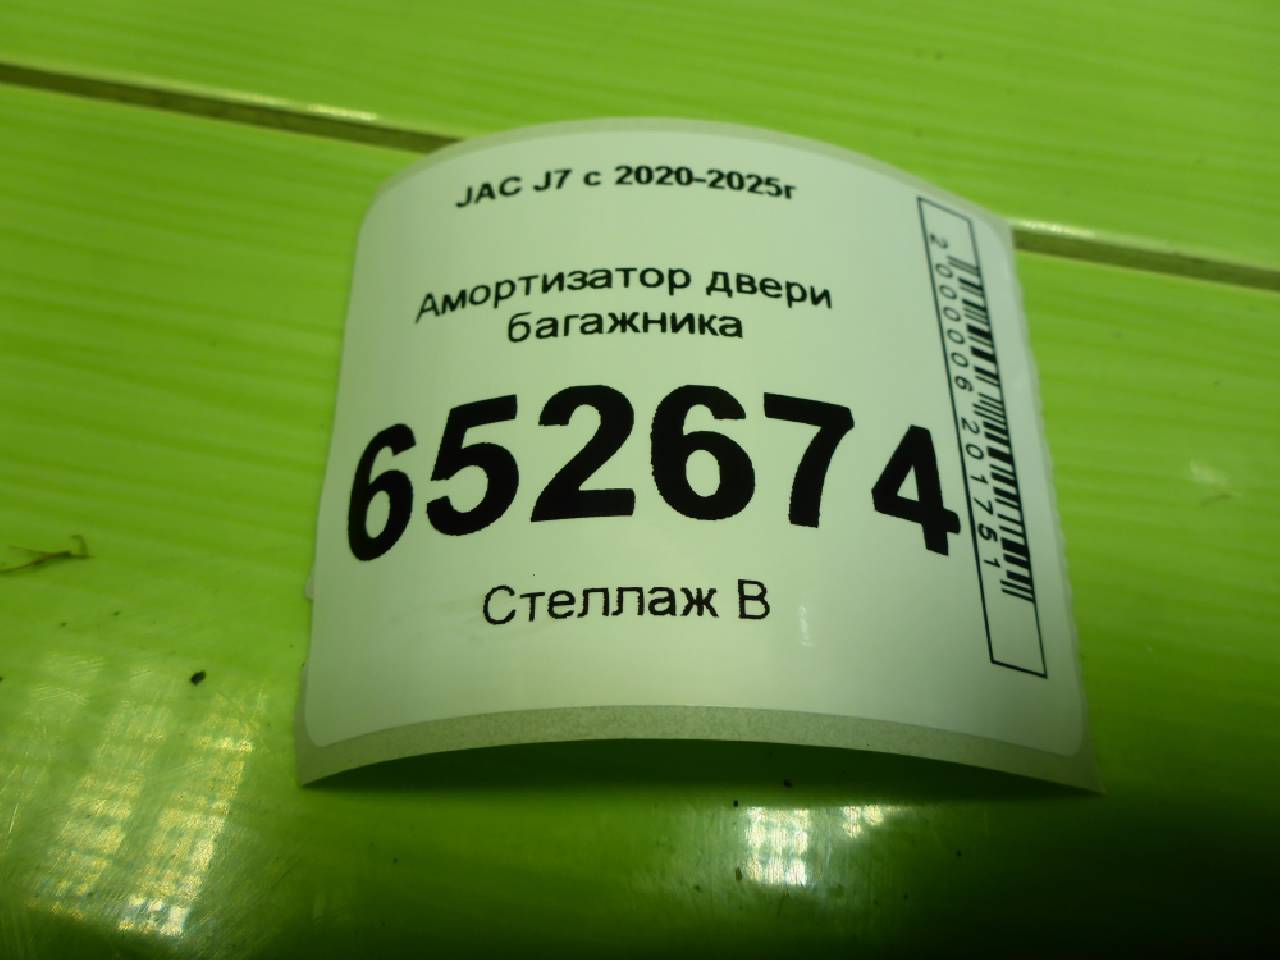 JAC J7 с 2020-2025г
Амортизатор двери
багажника
652674
Стеллаж В
2000006201751